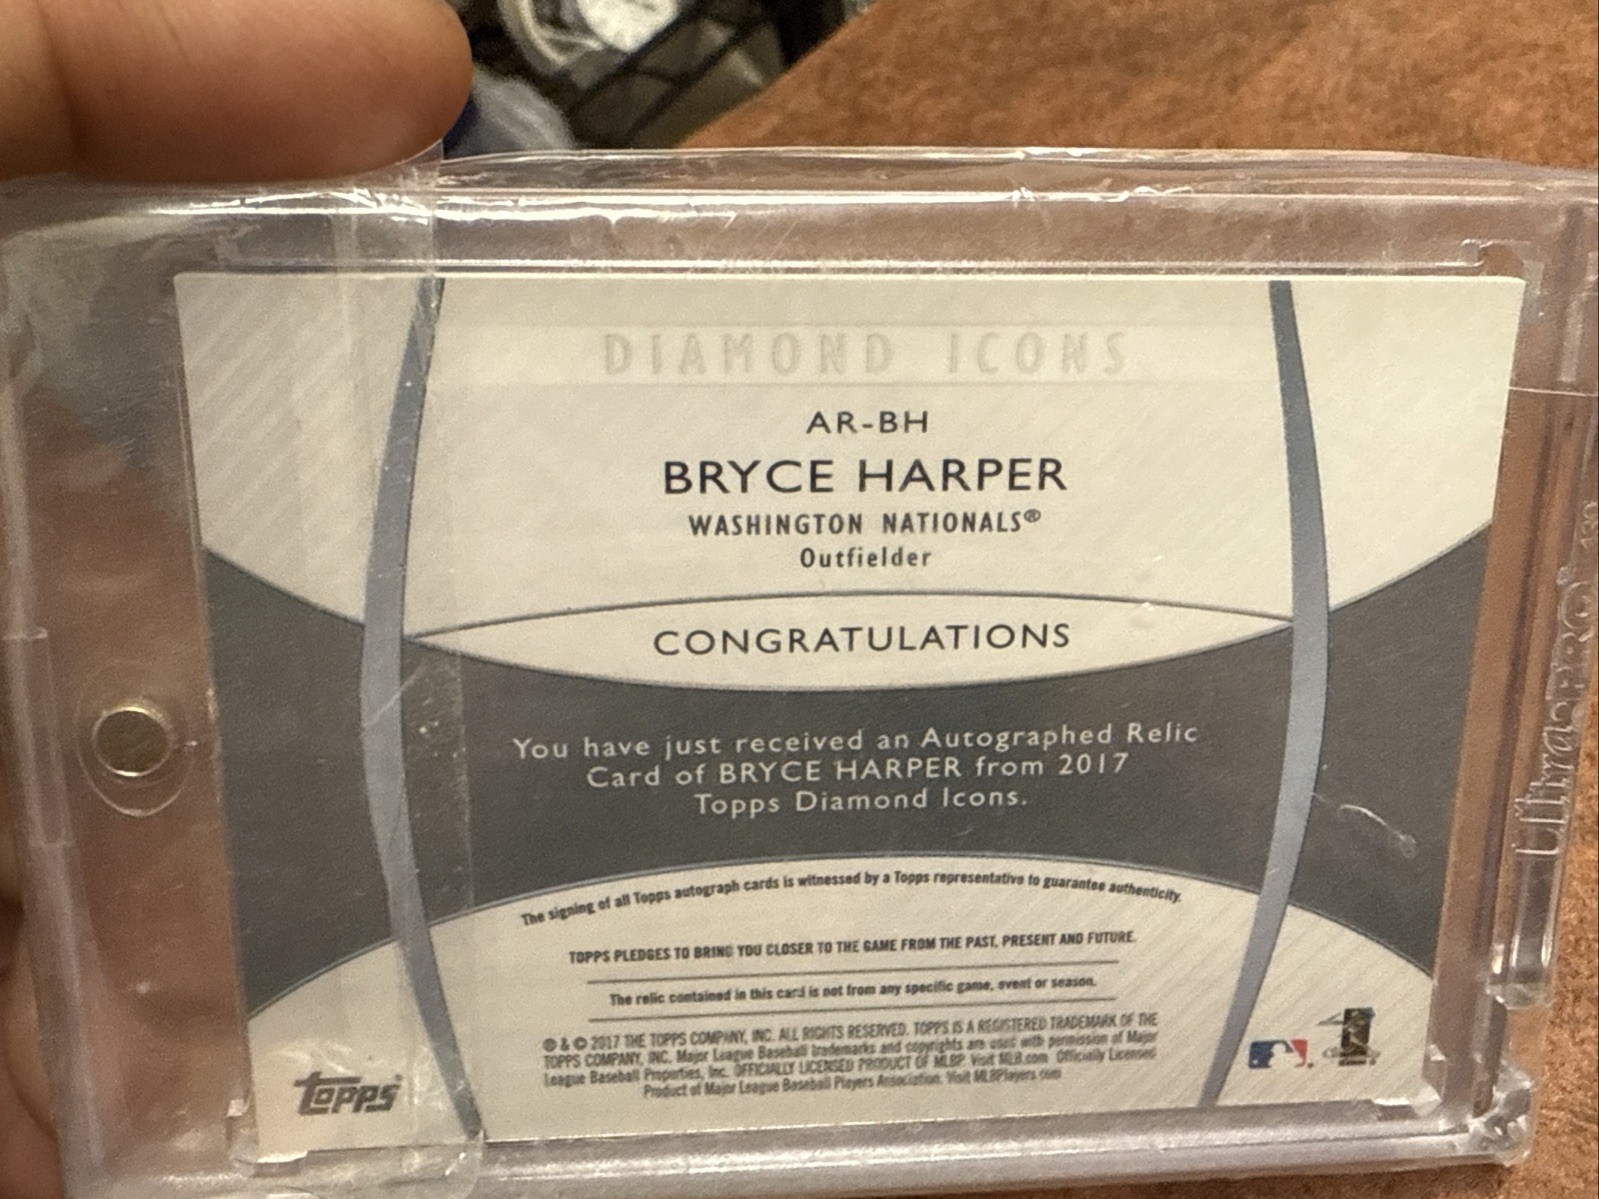 DIAMOND ICONS
AR-BH
BRYCE HARPER
WASHINGTON NATIONALS®
Outfielder
CONGRATULATIONS
You have just received an Autographed Relic
Card of BRYCE HARPER from 2017
Topps Diamond Icons.
The signing of all Topps autograph cards is witnessed by a Topps representative to guarantee authenticity.
TOPPS PLEDGES TO BRING YOU CLOSER TO THE GAME FROM THE PAST, PRESENT AND FUTURE.
The relic contained in this card is not from any specific game, event or season.
® & © 2017 THE TOPPS COMPANY, INC. ALL RIGHTS RESERVED. TOPPS IS A REGISTERED TRADEMARK OF THE
TOPPS COMPANY, INC. Major League Baseball trademarks and copyrights are used with permission of Major
League Baseball Properties, Inc. OFFICIALLY LICENSED PRODUCT OF MLBP Visit MLB.com Officially Licensed
Product of Major League Baseball Players Association. Visit MLBPlayers.com
topps®
UltraPRO®